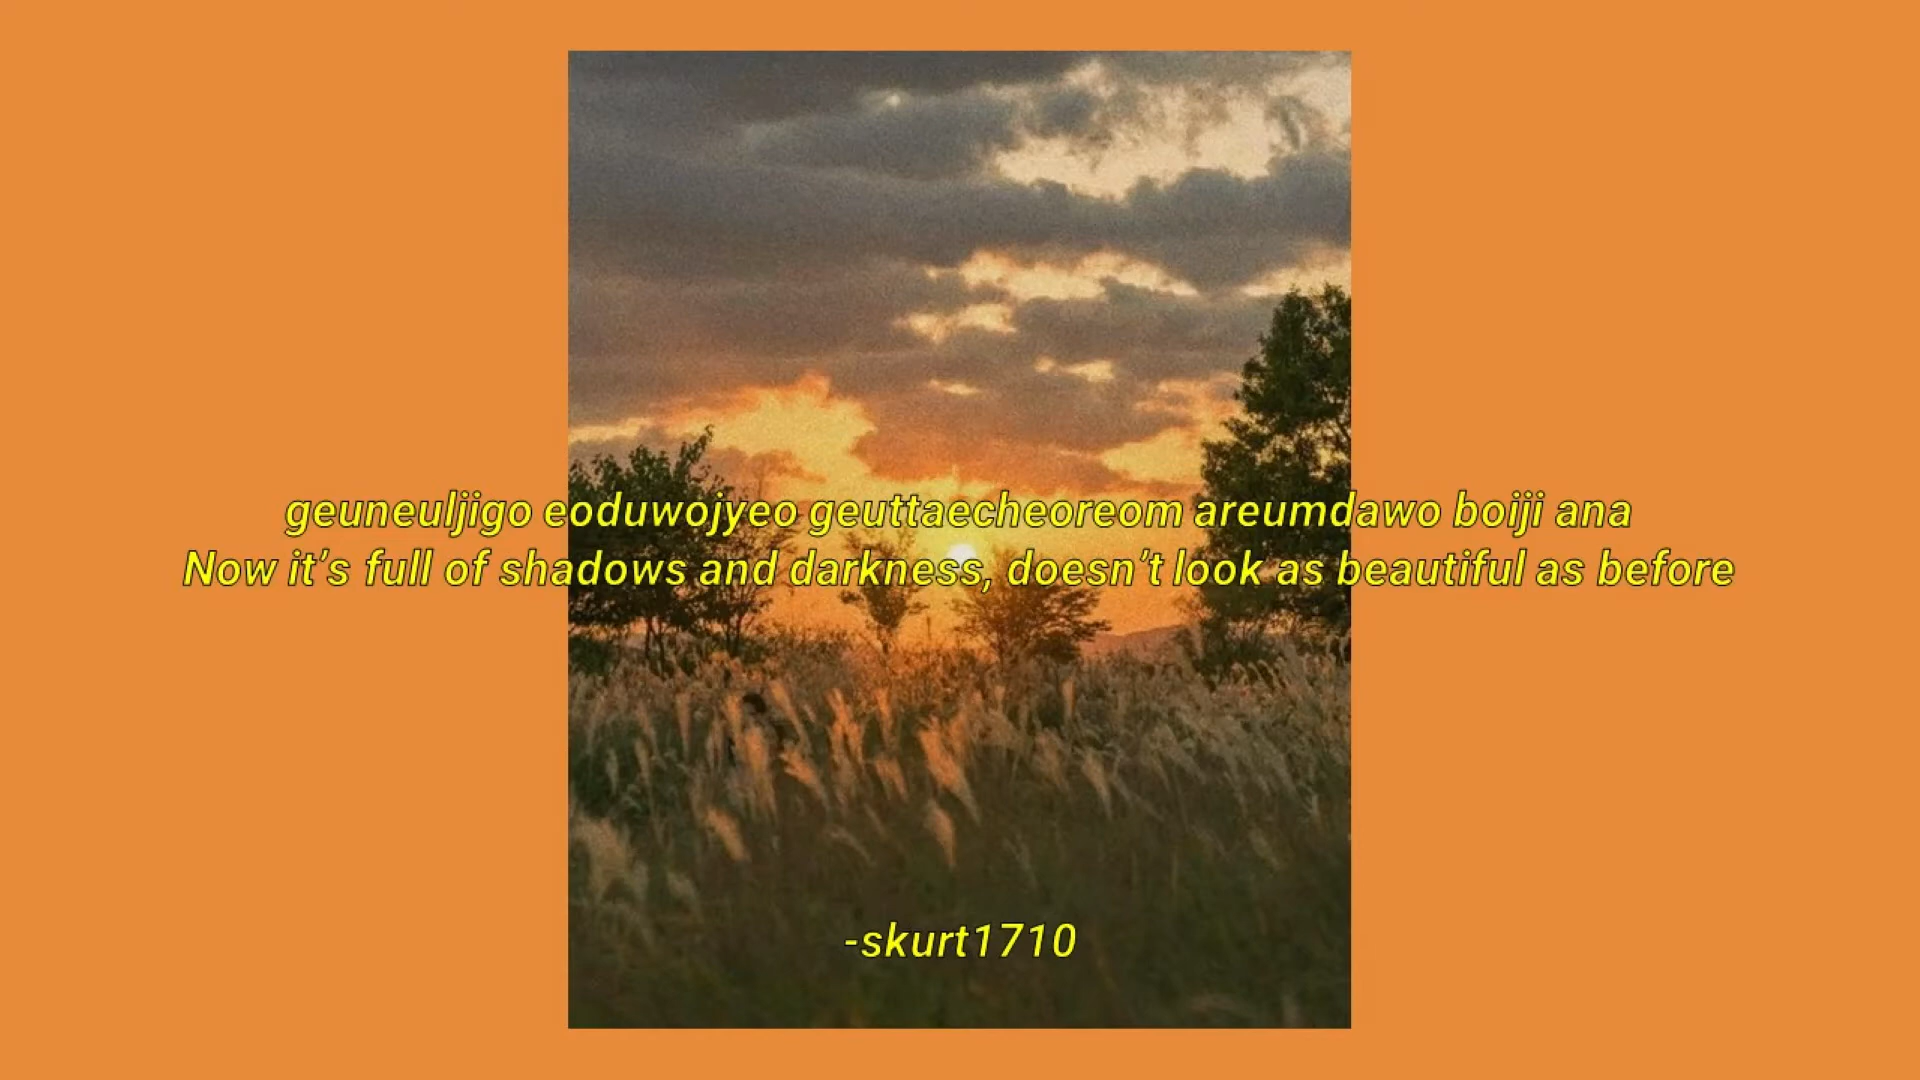 geuneuljigo eoduwojyeo geuttaecheoreom areumdawo boiji ana
Now it’s full of shadows and darkness, doesn’t look as beautiful as before
-skurt1710